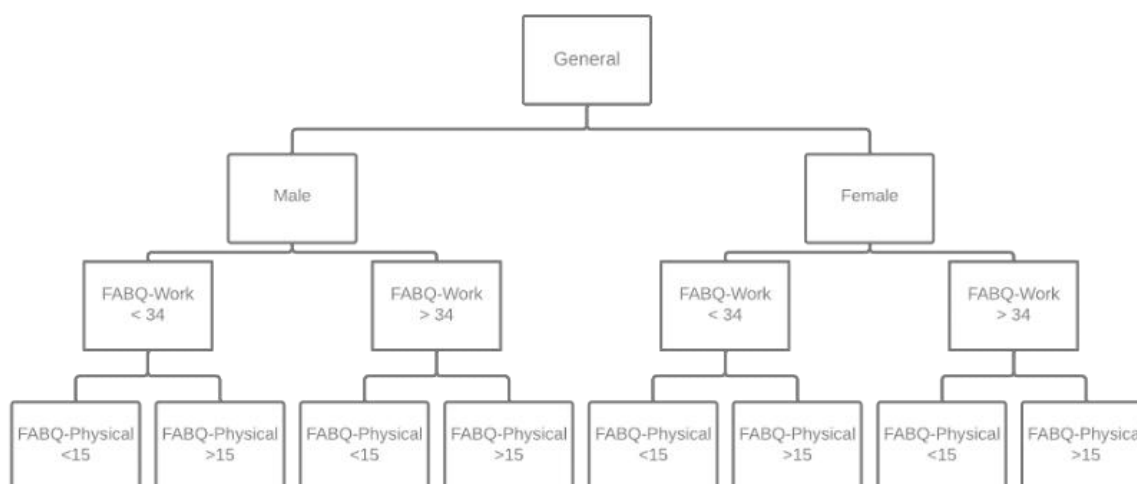 General
Male
Female
FABQ-Work
< 34
FABQ-Work
> 34
FABQ-Work
< 34
FABQ-Work
> 34
FABQ-Physical
<15
FABQ-Physical
>15
FABQ-Physical
<15
FABQ-Physical
>15
FABQ-Physical
<15
FABQ-Physical
>15
FABQ-Physical
<15
FABQ-Physical
>15